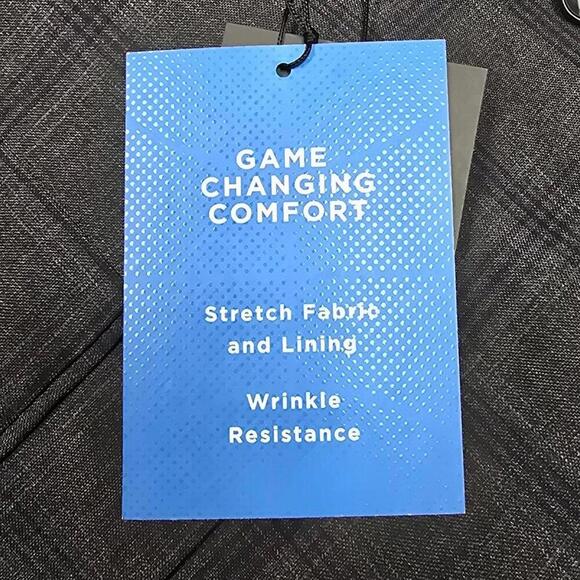 GAME
CHANGING
COMFORT
Stretch Fabric
and Lining
Wrinkle
Resistance